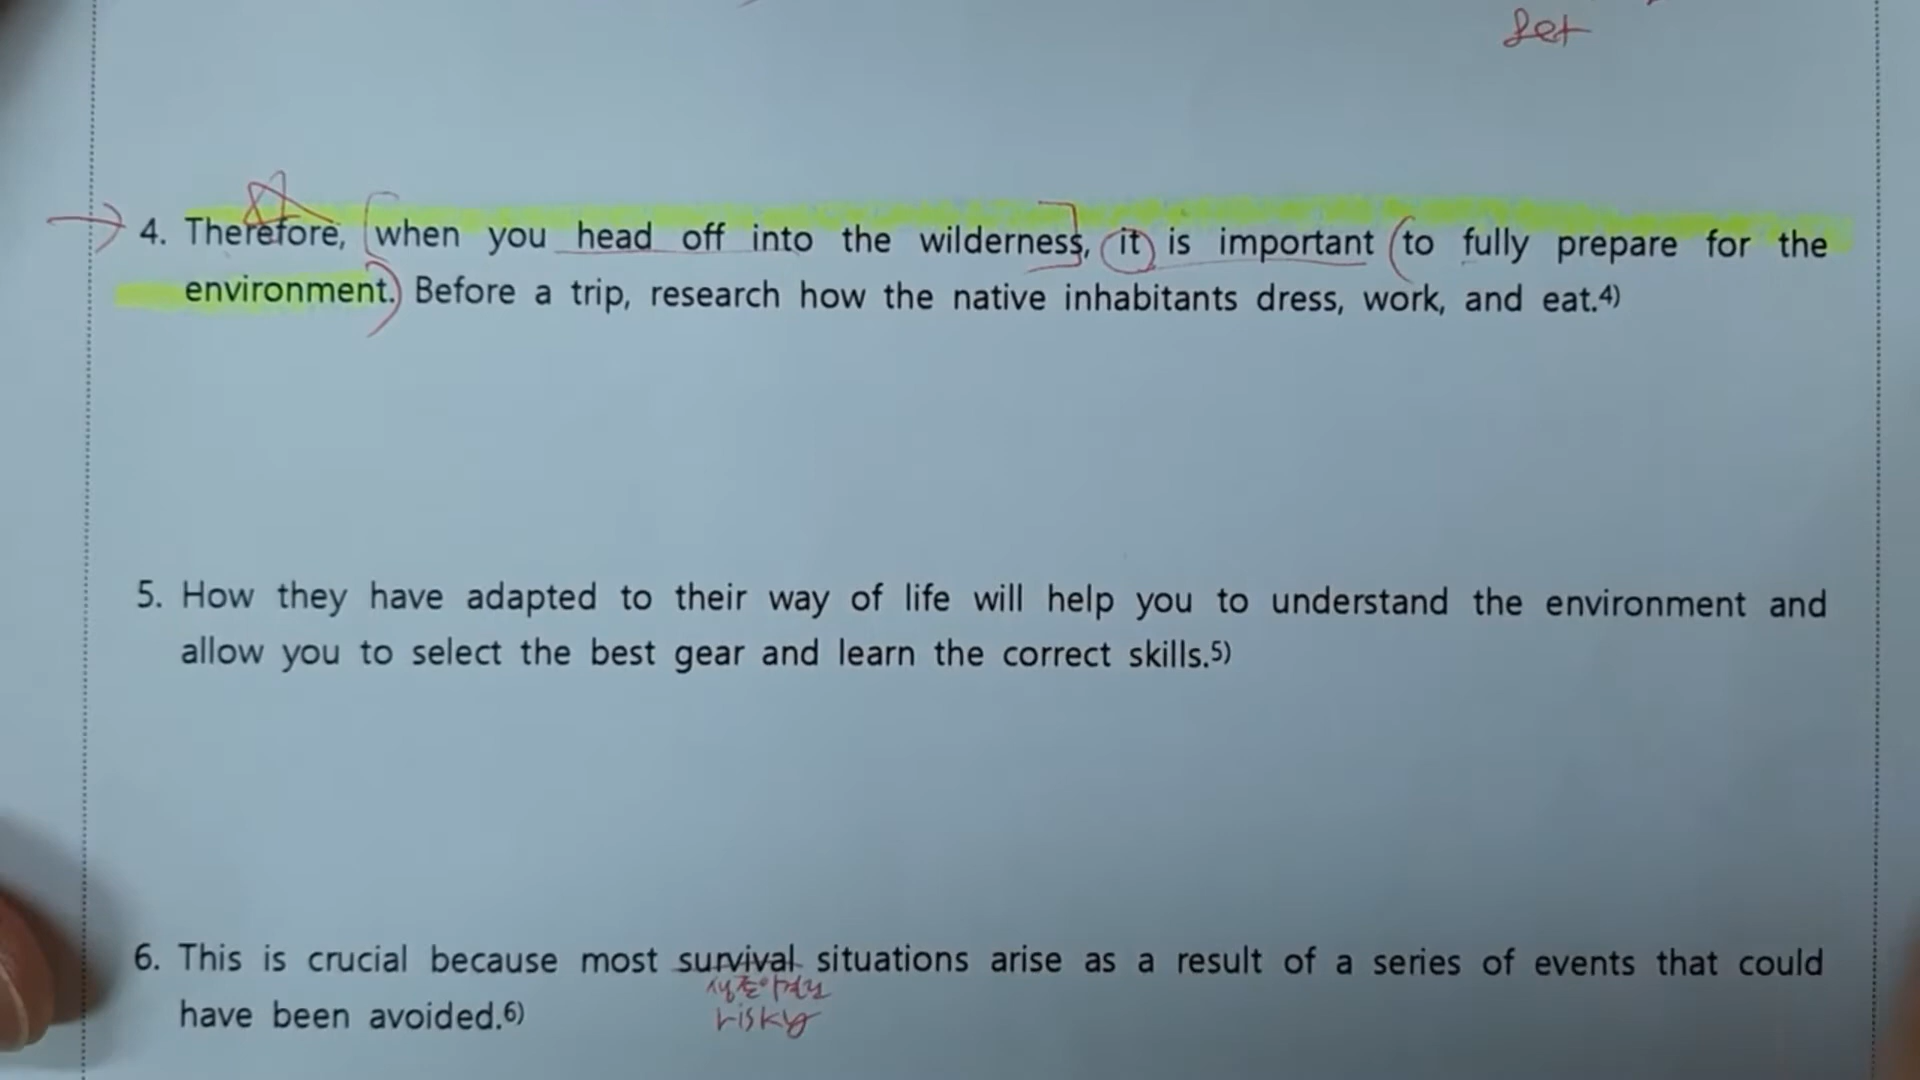 set
4. Therefore, when you head off into the wilderness, it is important to fully prepare for the
environment. Before a trip, research how the native inhabitants dress, work, and eat.4)
5. How they have adapted to their way of life will help you to understand the environment and
allow you to select the best gear and learn the correct skills.5)
6. This is crucial because most survival situations arise as a result of a series of events that could
have been avoided.6)
risky